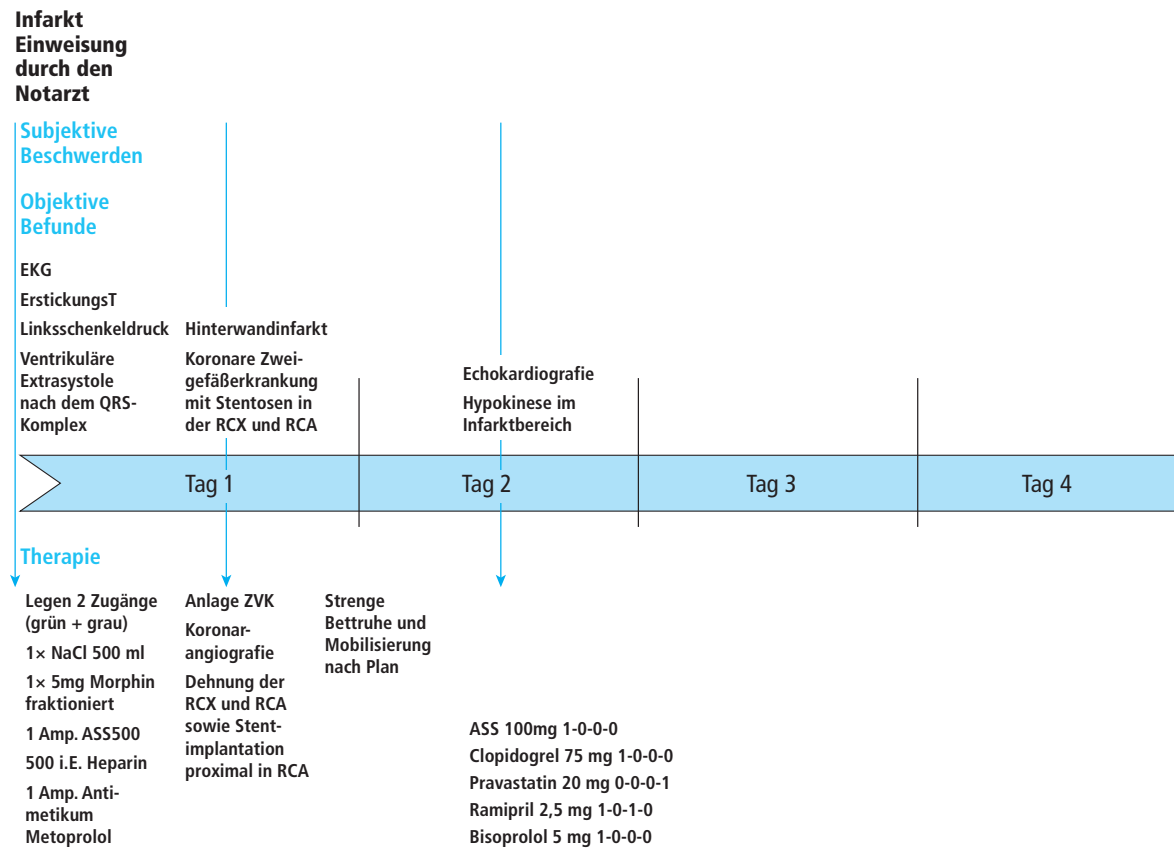 Infarkt
Einweisung
durch den
Notarzt
Subjektive
Beschwerden
Objektive
Befunde
EKG
ErstickungsT
Linksschenkeldruck
Ventrikuläre
Extrasystole
nach dem QRS-
Komplex
Hinterwandinfarkt
Koronare Zwei-
gefäßerkrankung
mit Stentosen in
der RCX und RCA
Echokardiografie
Hypokinese im
Infarktbereich
Tag 1
Tag 2
Tag 3
Tag 4
Therapie
Legen 2 Zugänge
(grün + grau)
1× NaCl 500 ml
1× 5mg Morphin
fraktioniert
1 Amp. ASS500
500 i.E. Heparin
1 Amp. Anti-
metikum
Metoprolol
Anlage ZVK
Koronar-
angiografie
Dehnung der
RCX und RCA
sowie Stent-
implantation
proximal in RCA
Strenge
Bettruhe und
Mobilisierung
nach Plan
ASS 100mg 1-0-0-0
Clopidogrel 75 mg 1-0-0-0
Pravastatin 20 mg 0-0-0-1
Ramipril 2,5 mg 1-0-1-0
Bisoprolol 5 mg 1-0-0-0